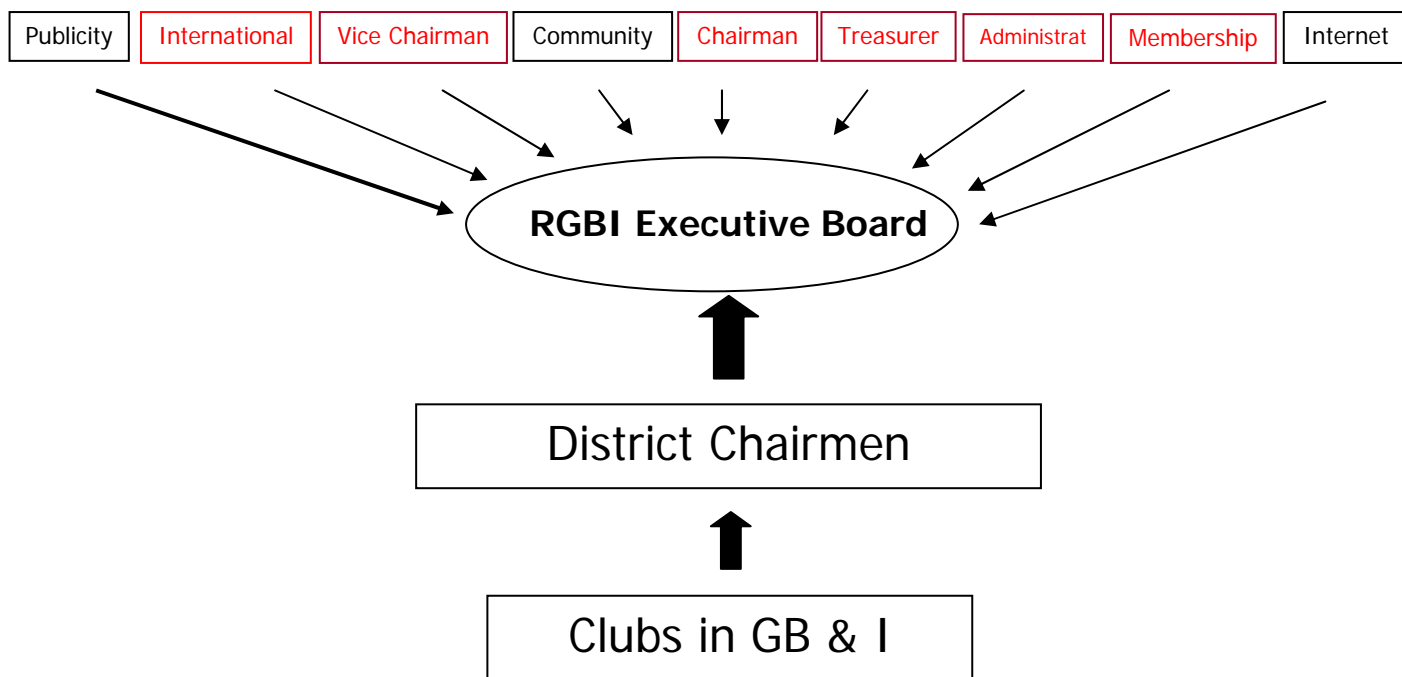 Publicity
International
Vice Chairman
Community
Chairman
Treasurer
Administrat
Membership
Internet
RGBI Executive Board
District Chairmen
Clubs in GB & I